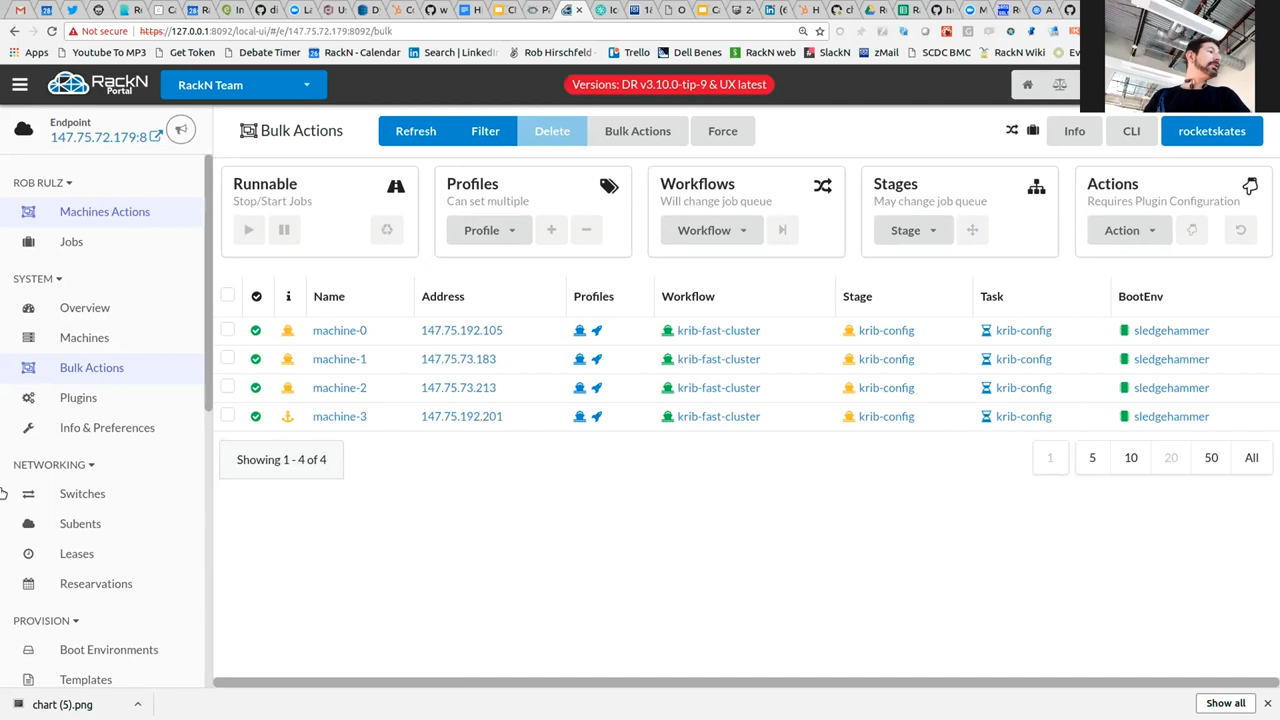 Not secure | https://147.75.72.179:8092/local-ui/#/e/147.75.72.179:8092/bulk
Apps YouTube To MP3 Get Token Debate Timer RackN - Calendar Search | LinkedIn Rob Hirschfeld Trello Dell Benes RackN web SlackN zMail SCDC BMC RackN Wiki
RackN
Portal
RackN Team
Versions: DR v3.10.0-tip-9 & UX latest
Endpoint
147.75.72.179:8
Bulk Actions
Refresh Filter Delete Bulk Actions Force
Info CLI rocketskates
ROB RULZ
Machines Actions
Jobs
SYSTEM
Overview
Machines
Bulk Actions
Plugins
Info & Preferences
NETWORKING
Switches
Subents
Leases
Researvations
PROVISION
Boot Environments
Templates
Runnable
Stop/Start Jobs
Profiles
Can set multiple
Profile
Workflows
Will change job queue
Workflow
Stages
May change job queue
Stage
Actions
Requires Plugin Configuration
Action
Name Address Profiles Workflow Stage Task BootEnv
machine-0 147.75.192.105 krib-fast-cluster krib-config krib-config sledgehammer
machine-1 147.75.73.183 krib-fast-cluster krib-config krib-config sledgehammer
machine-2 147.75.73.213 krib-fast-cluster krib-config krib-config sledgehammer
machine-3 147.75.192.201 krib-fast-cluster krib-config krib-config sledgehammer
Showing 1 - 4 of 4
1 5 10 20 50 All
chart (5).png
Show all